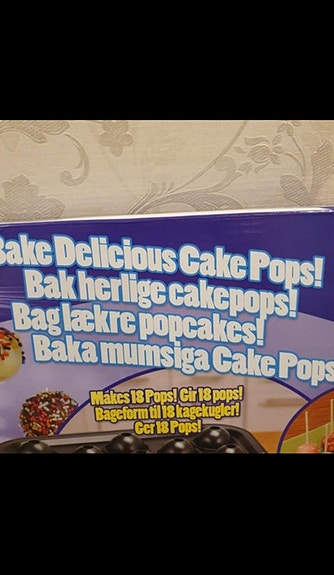 Bake Delicious Cake Pops!
Bak herlige cakepops!
Bag lækre popcakes!
Baka mumsiga Cake Pops
Makes 18 Pops! Gir 18 pops!
Bageform til 18 kagekugler!
Ger 18 Pops!